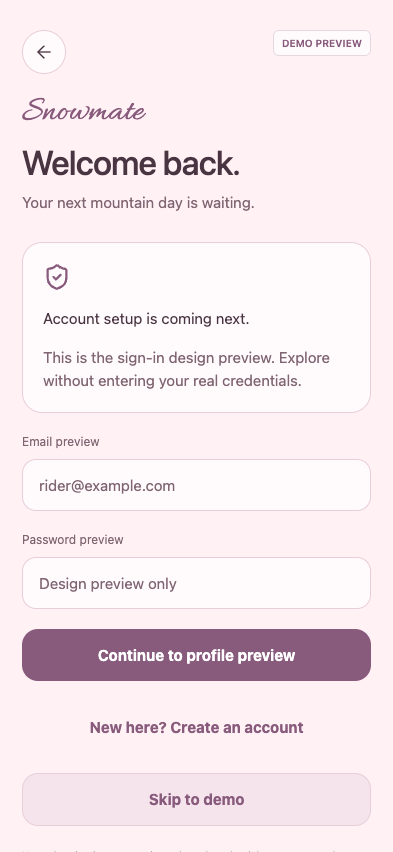 DEMO PREVIEW
Snowmate
Welcome back.
Your next mountain day is waiting.
Account setup is coming next.
This is the sign-in design preview. Explore
without entering your real credentials.
Email preview
rider@example.com
Password preview
Design preview only
Continue to profile preview
New here? Create an account
Skip to demo